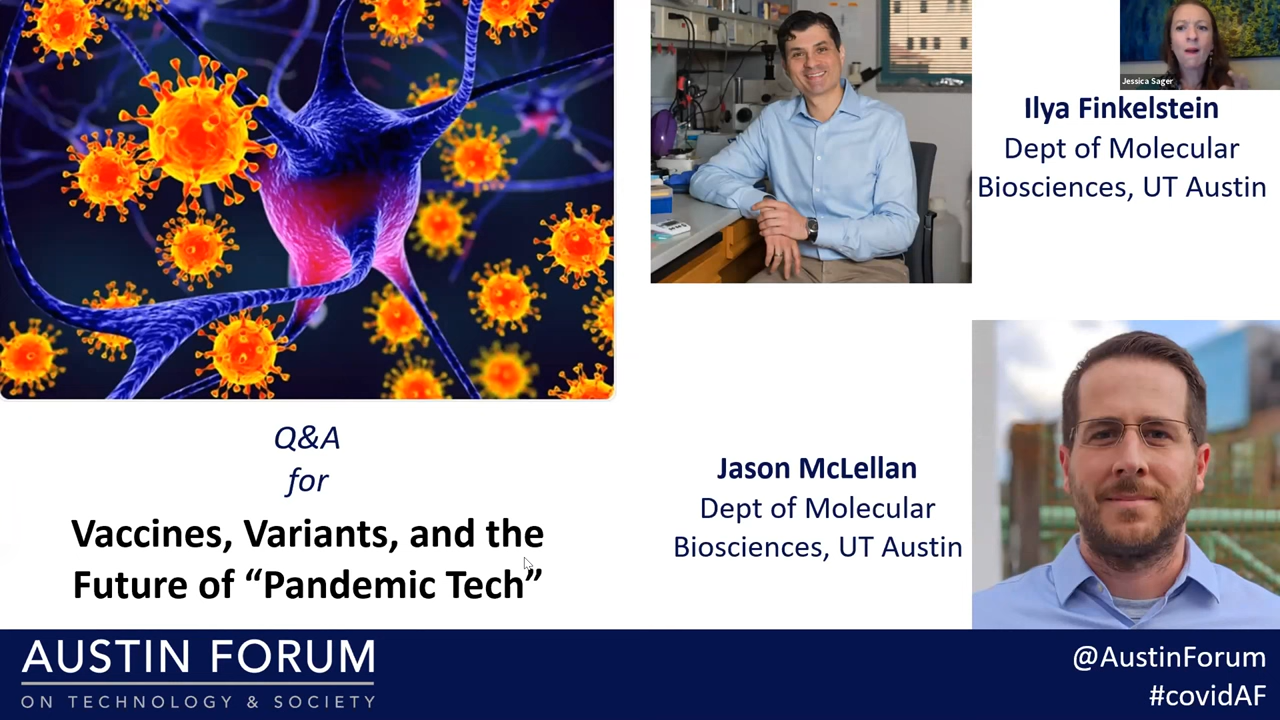 Jessica Sager
Ilya Finkelstein
Dept of Molecular
Biosciences, UT Austin
Q&A
for
Vaccines, Variants, and the
Future of “Pandemic Tech”
Jason McLellan
Dept of Molecular
Biosciences, UT Austin
AUSTIN FORUM
ON TECHNOLOGY & SOCIETY
@AustinForum
#covidAF